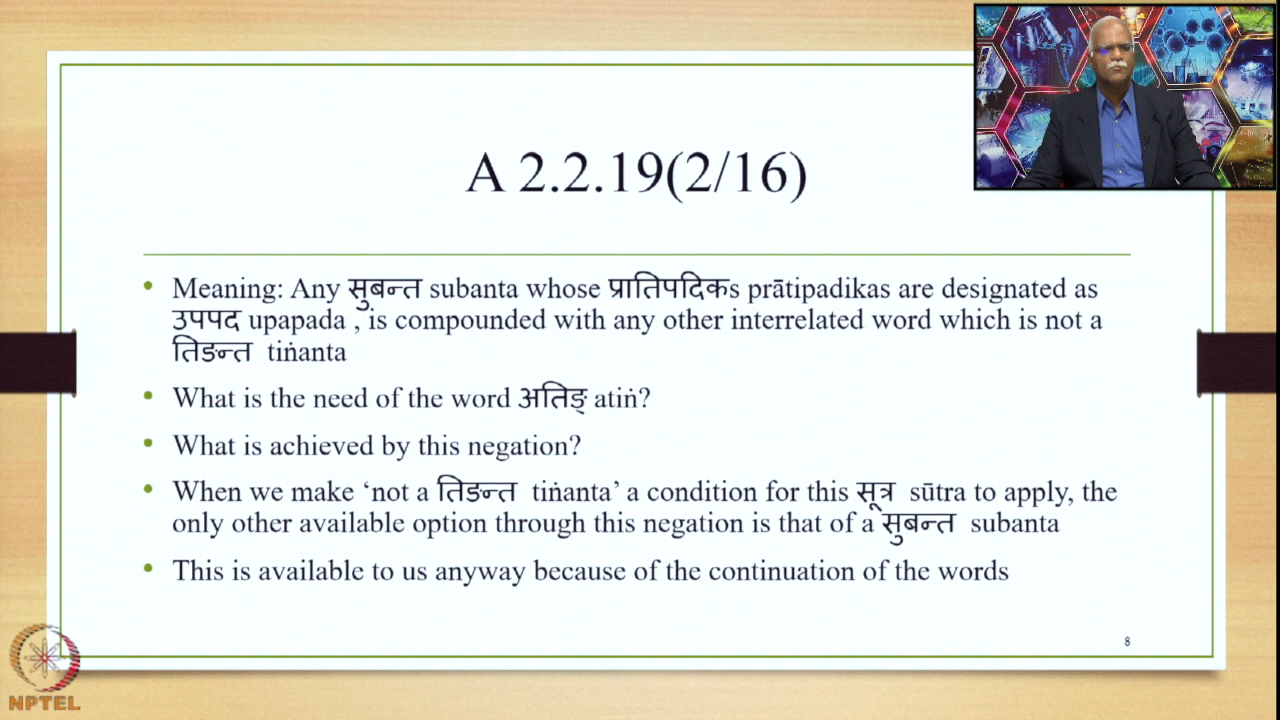 A 2.2.19(2/16)
Meaning: Any सुबन्त subanta whose प्रातिपदिकs prātipadikas are designated as
उपपद upapada , is compounded with any other interrelated word which is not a
तिङन्त tiṅanta
What is the need of the word अतिङ् atiṅ?
What is achieved by this negation?
When we make ‘not a तिङन्त tiṅanta’ a condition for this सूत्र sūtra to apply, the
only other available option through this negation is that of a सुबन्त subanta
This is available to us anyway because of the continuation of the words
8
NPTEL